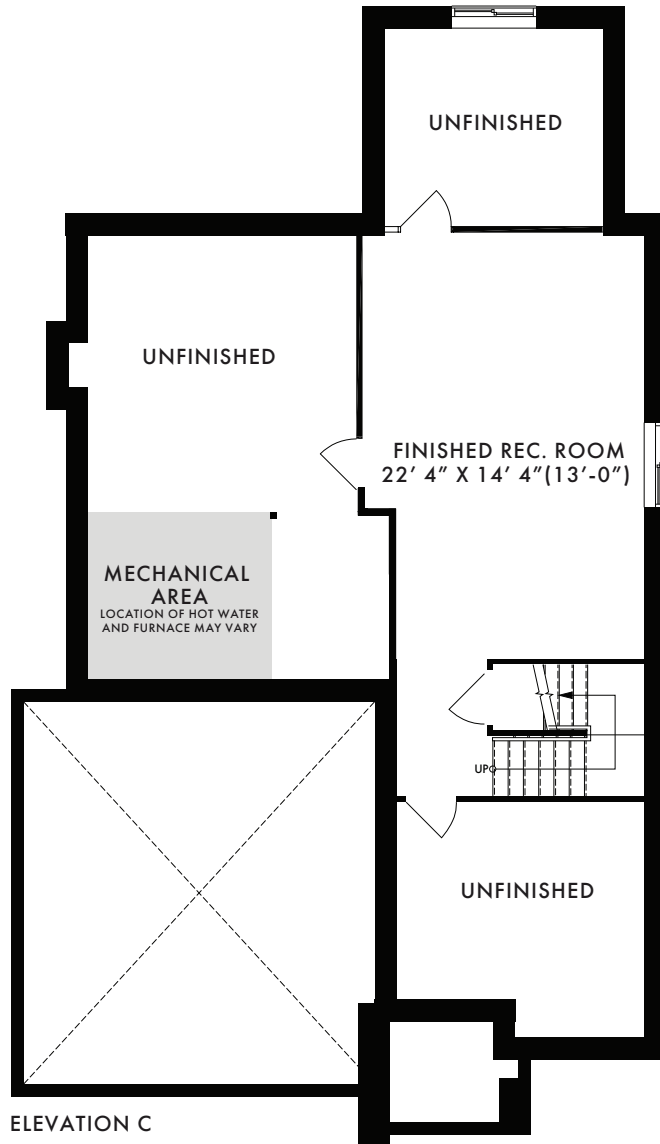 UNFINISHED
UNFINISHED
FINISHED REC. ROOM
22’ 4” X 14’ 4”(13’-0”)
MECHANICAL
AREA
LOCATION OF HOT WATER
AND FURNACE MAY VARY
UP
UNFINISHED
ELEVATION C